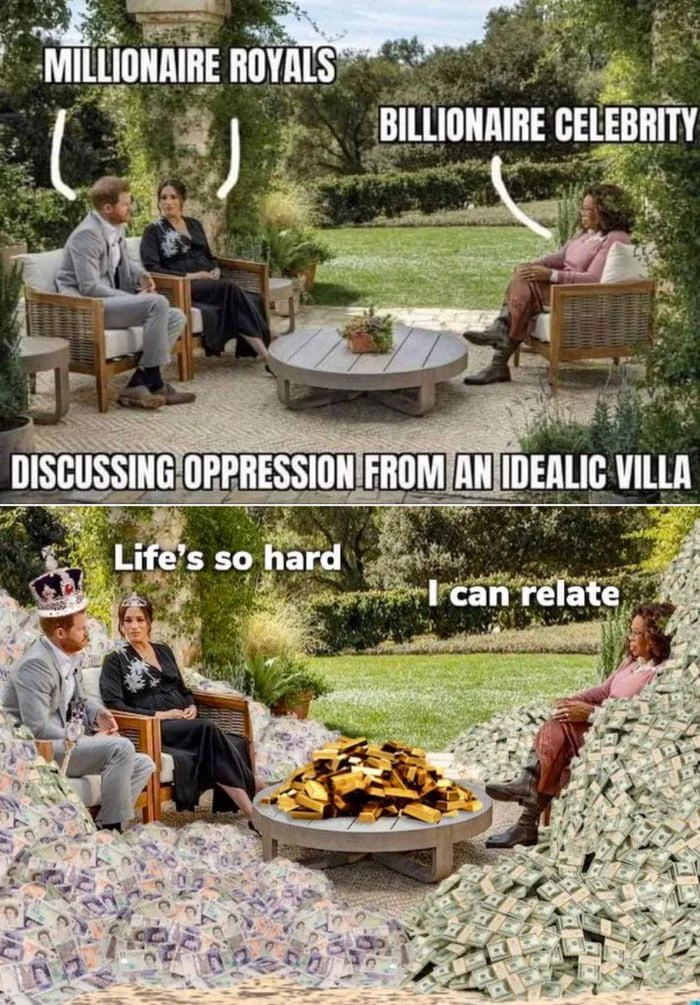 MILLIONAIRE ROYALS
BILLIONAIRE CELEBRITY
DISCUSSING OPPRESSION FROM AN IDEALIC VILLA
Life's so hard
I can relate